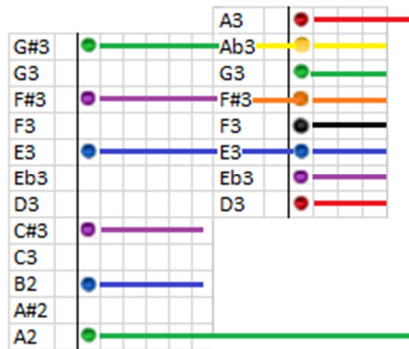 A3
G#3 Ab3
G3 G3
F#3 F#3
F3 F3
E3 E3
Eb3 Eb3
D3 D3
C#3
C3
B2
A#2
A2